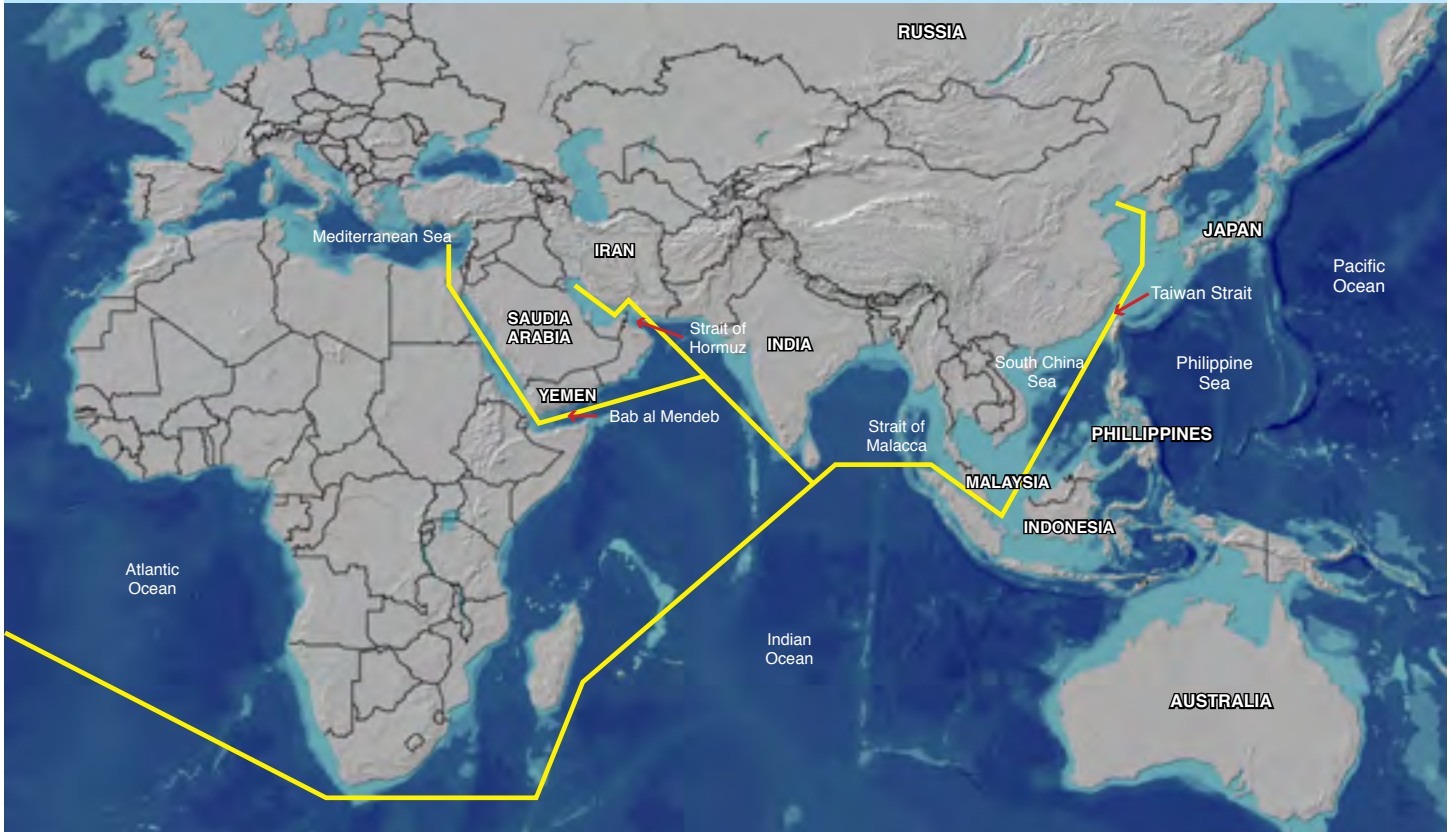 RUSSIA
Mediterranean Sea
IRAN
JAPAN
Pacific
Ocean
Taiwan Strait
SAUDIA
ARABIA
Strait of
Hormuz
INDIA
South China
Sea
Philippine
Sea
YEMEN
Bab al Mendeb
Strait of
Malacca
PHILLIPPINES
MALAYSIA
INDONESIA
Atlantic
Ocean
Indian
Ocean
AUSTRALIA